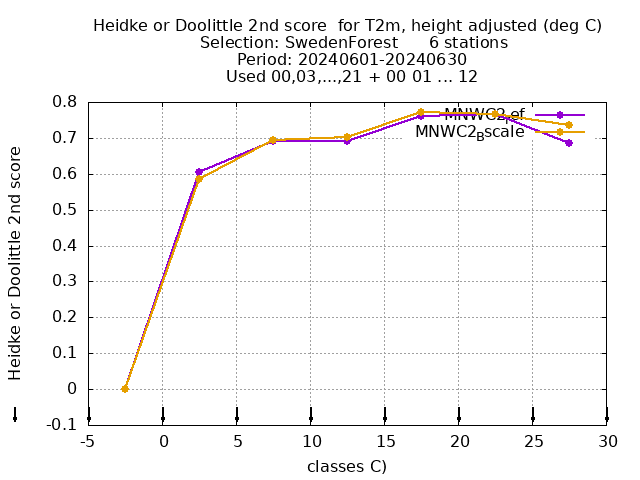 Heidke or Doolittle 2nd score  for T2m, height adjusted (deg C)
Selection: SwedenForest      6 stations
Period: 20240601-20240630
Used 00,03,...,21 + 00 01 ... 12
Heidke or Doolittle 2nd score
0.8
0.7
0.6
0.5
0.4
0.3
0.2
0.1
0
-0.1
MNWC2
MNWC2Bscale
-5
0
5
10
15
20
25
30
classes C)